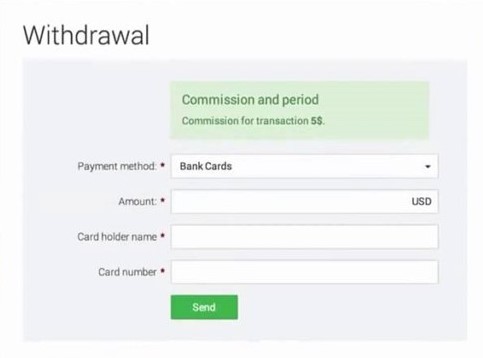 Withdrawal
Commission and period
Commission for transaction 5$.
Payment method: * Bank Cards
Amount: * USD
Card holder name *
Card number *
Send